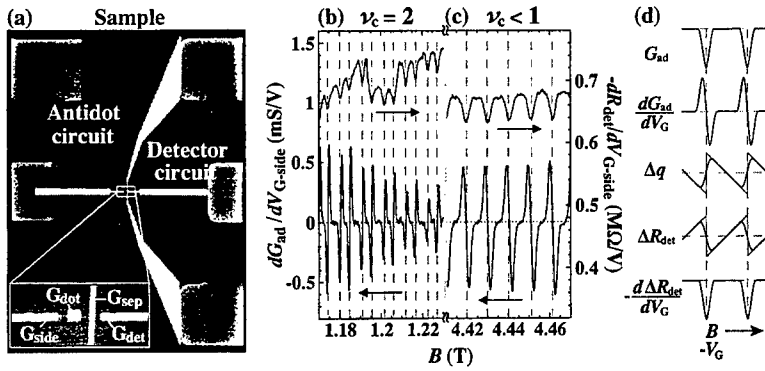 (a) Sample
Antidot circuit
Detector circuit
G_dot
G_sep
G_side
G_det
(b) ν_c = 2
(c) ν_c < 1
dG_ad / dV_G-side (mS/V)
1.5
1
0.5
0
-0.5
1.18 1.2 1.22
4.42 4.44 4.46
B (T)
-dR_det/dV_G-side (MΩ/V)
0.7
0.6
0.5
0.4
(d)
G_ad
dG_ad
dV_G
Δq
ΔR_det
- d ΔR_det
dV_G
B
-V_G